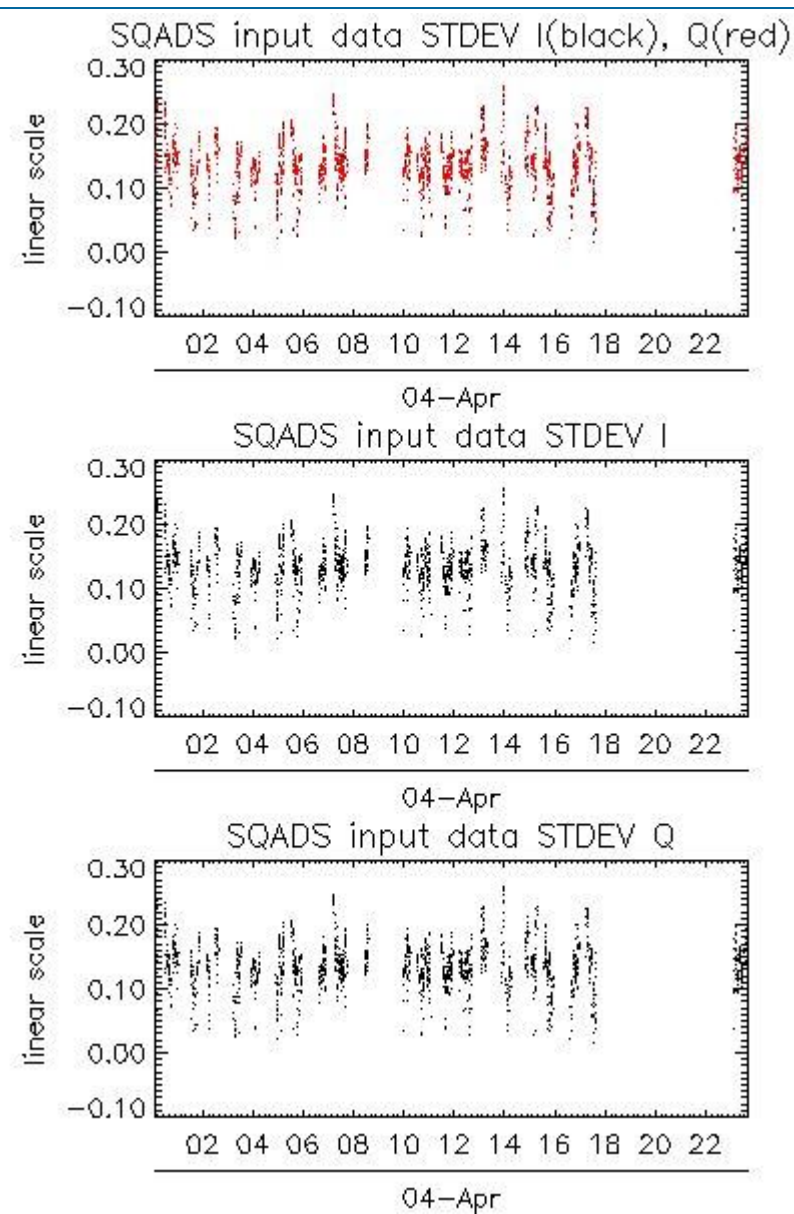 SQADS input data STDEV I(black), Q(red)
0.30
0.20
0.10
0.00
-0.10
linear scale
02 04 06 08 10 12 14 16 18 20 22
04-Apr
SQADS input data STDEV I
0.30
0.20
0.10
0.00
-0.10
linear scale
02 04 06 08 10 12 14 16 18 20 22
04-Apr
SQADS input data STDEV Q
0.30
0.20
0.10
0.00
-0.10
linear scale
02 04 06 08 10 12 14 16 18 20 22
04-Apr